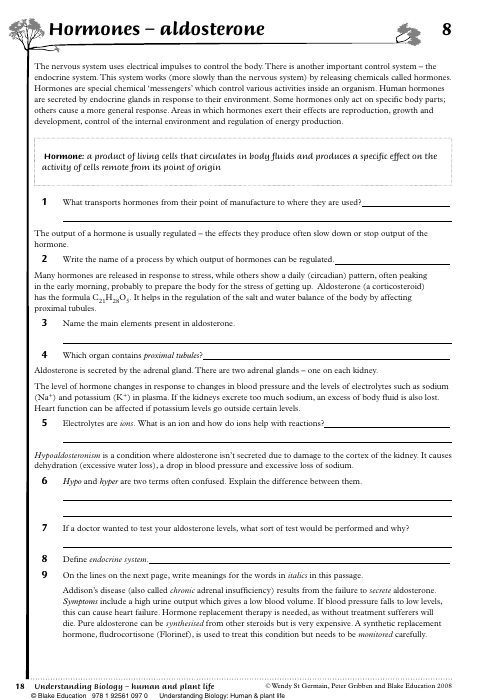 Hormones – aldosterone 8
The nervous system uses electrical impulses to control the body. There is another important control system – the
endocrine system. This system works (more slowly than the nervous system) by releasing chemicals called hormones.
Hormones are special chemical ‘messengers’ which control various activities inside an organism. Human hormones
are secreted by endocrine glands in response to their environment. Some hormones only act on specific body parts;
others cause a more general response. Areas in which hormones exert their effects are reproduction, growth and
development, control of the internal environment and regulation of energy production.
Hormone: a product of living cells that circulates in body fluids and produces a specific effect on the
activity of cells remote from its point of origin
1 What transports hormones from their point of manufacture to where they are used?
The output of a hormone is usually regulated – the effects they produce often slow down or stop output of the
hormone.
2 Write the name of a process by which output of hormones can be regulated.
Many hormones are released in response to stress, while others show a daily (circadian) pattern, often peaking
in the early morning, probably to prepare the body for the stress of getting up. Aldosterone (a corticosteroid)
has the formula C21H28O5. It helps in the regulation of the salt and water balance of the body by affecting
proximal tubules.
3 Name the main elements present in aldosterone.
4 Which organ contains proximal tubules?
Aldosterone is secreted by the adrenal gland. There are two adrenal glands – one on each kidney.
The level of hormone changes in response to changes in blood pressure and the levels of electrolytes such as sodium
(Na+) and potassium (K+) in plasma. If the kidneys excrete too much sodium, an excess of body fluid is also lost.
Heart function can be affected if potassium levels go outside certain levels.
5 Electrolytes are ions. What is an ion and how do ions help with reactions?
Hypoaldosteronism is a condition where aldosterone isn’t secreted due to damage to the cortex of the kidney. It causes
dehydration (excessive water loss), a drop in blood pressure and excessive loss of sodium.
6 Hypo and hyper are two terms often confused. Explain the difference between them.
7 If a doctor wanted to test your aldosterone levels, what sort of test would be performed and why?
8 Define endocrine system.
9 On the lines on the next page, write meanings for the words in italics in this passage.
Addison’s disease (also called chronic adrenal insufficiency) results from the failure to secrete aldosterone.
Symptoms include a high urine output which gives a low blood volume. If blood pressure falls to low levels,
this can cause heart failure. Hormone replacement therapy is needed, as without treatment sufferers will
die. Pure aldosterone can be synthesised from other steroids but is very expensive. A synthetic replacement
hormone, fludrocortisone (Florinef), is used to treat this condition but needs to be monitored carefully.
18 Understanding Biology – human and plant life © Wendy St Germain, Peter Gribben and Blake Education 2008
© Blake Education 978 1 92561 097 0 Understanding Biology: Human & plant life